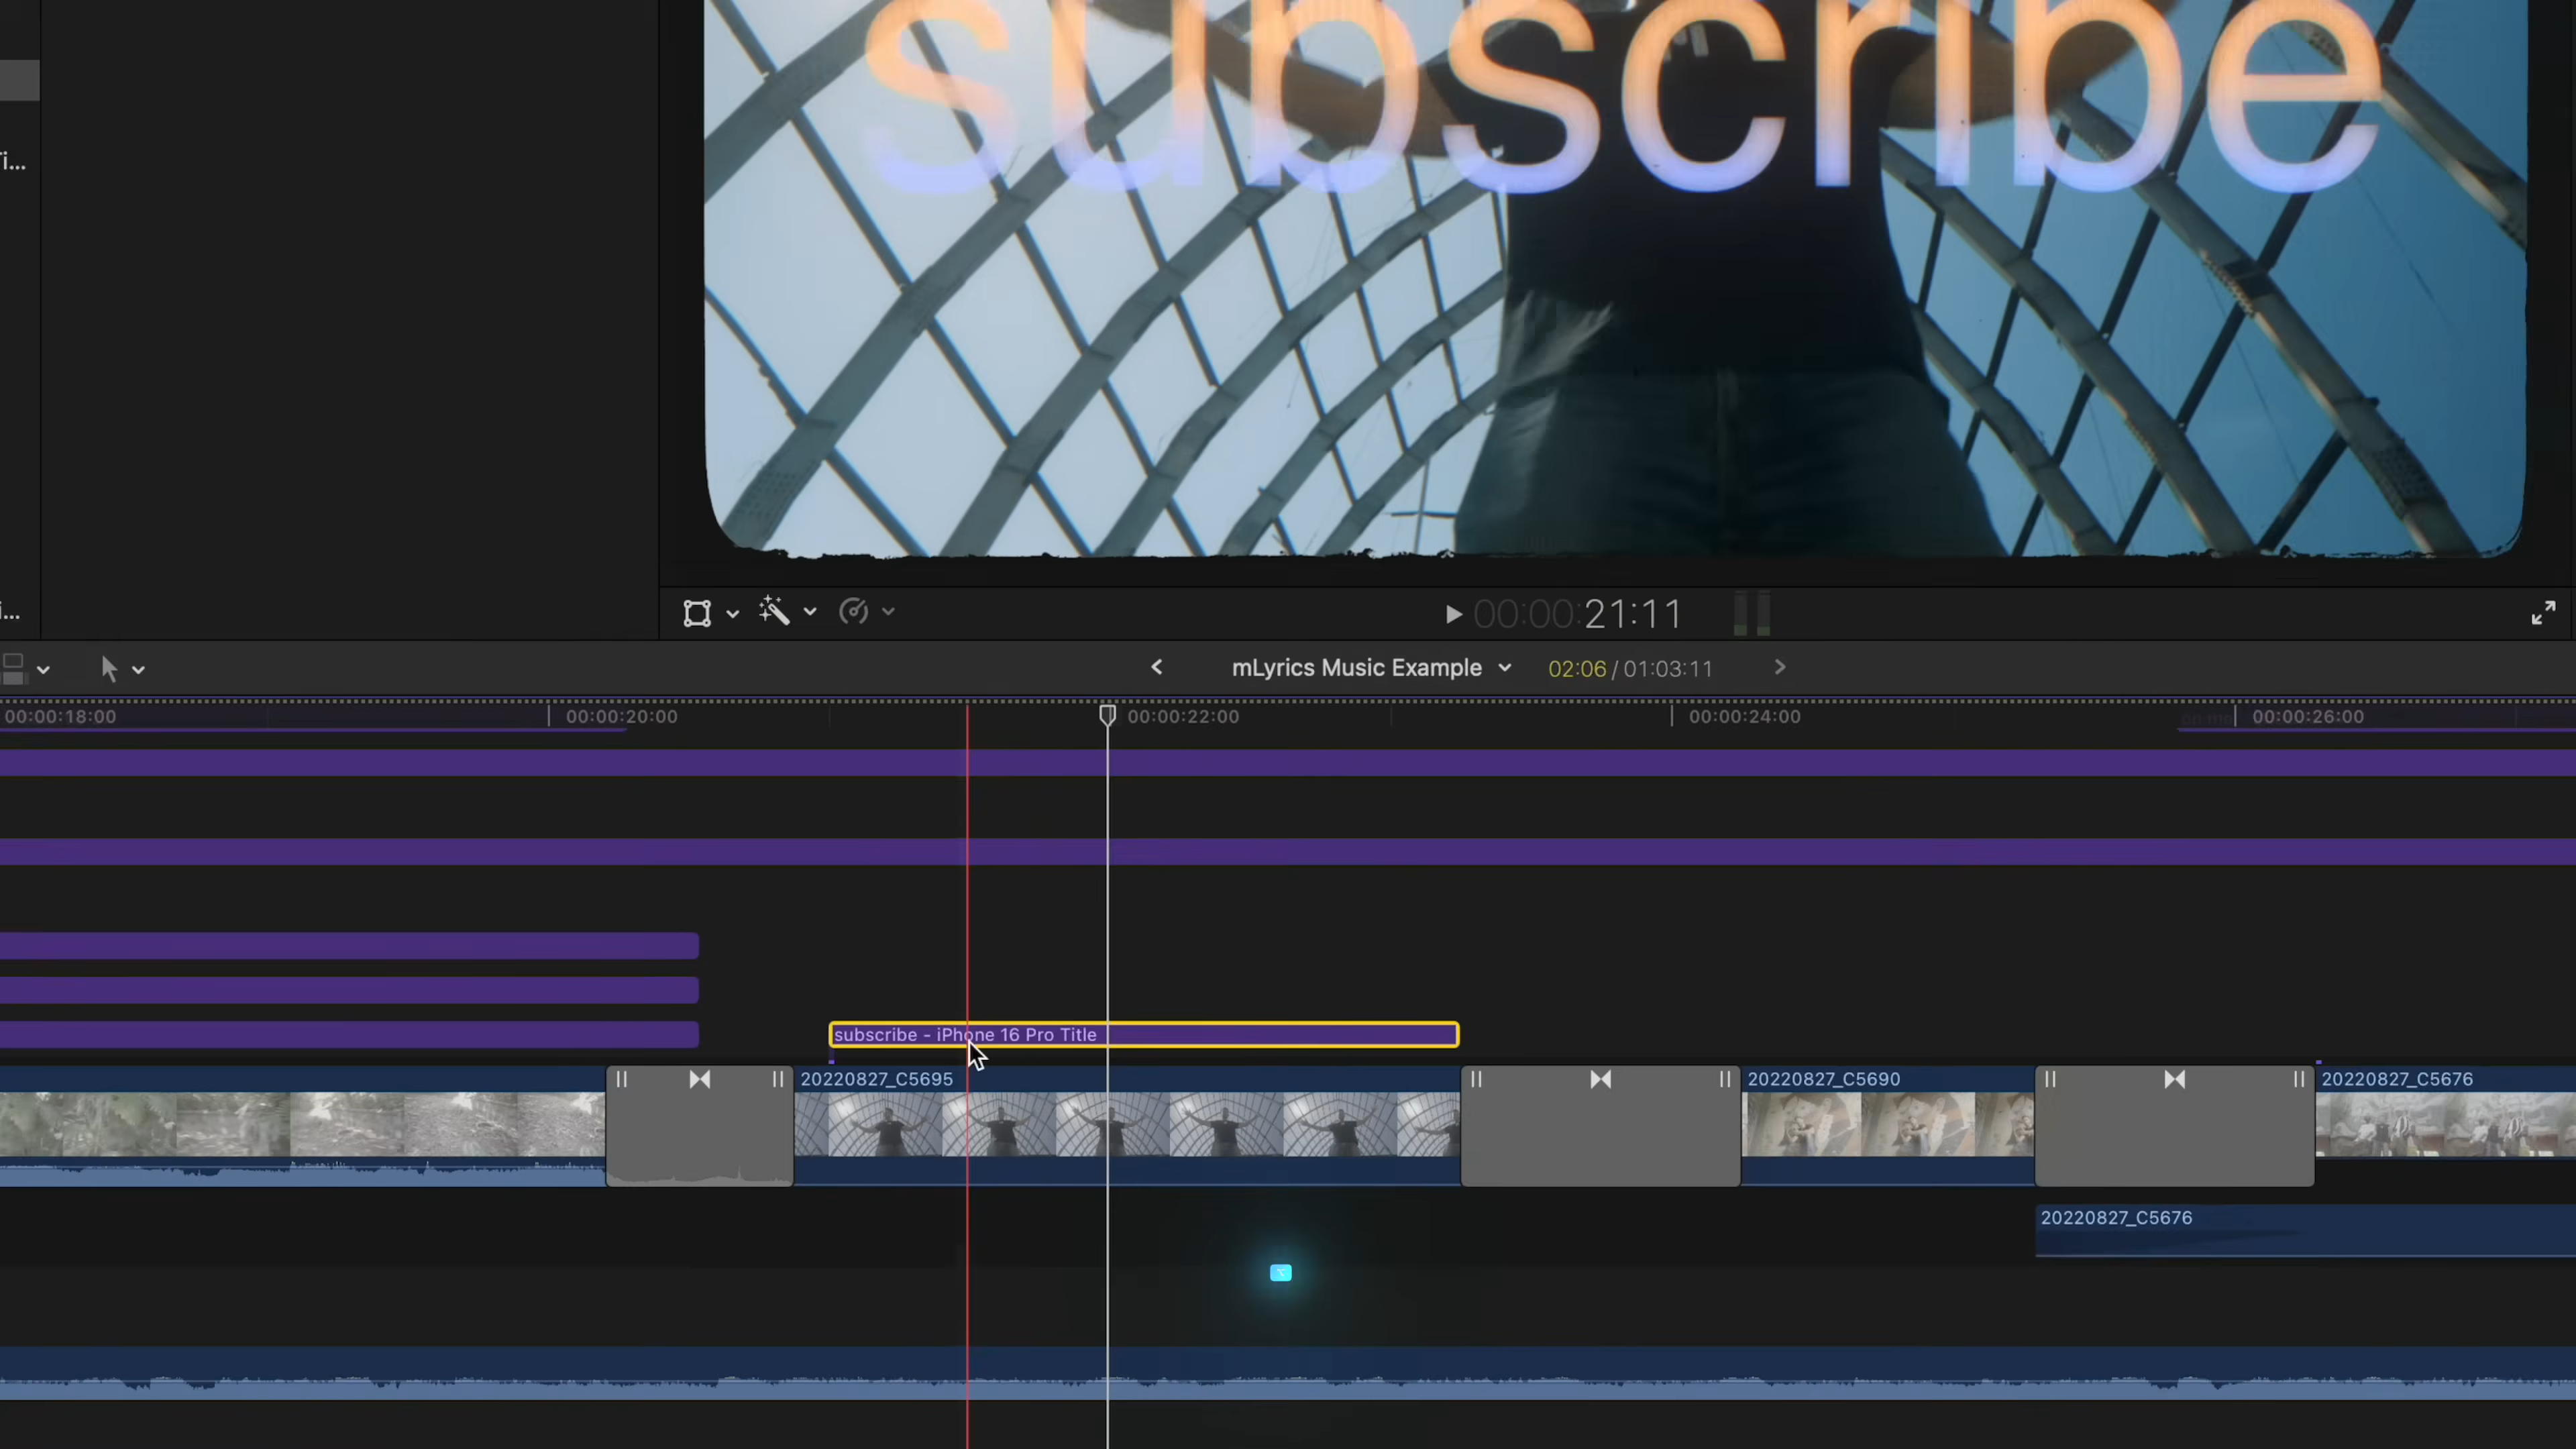 subscribe
i...
i...
00:00:21:11
mLyrics Music Example
02:06 / 01:03:11
00:00:18:00
00:00:20:00
00:00:22:00
00:00:24:00
00:00:26:00
subscribe - iPhone 16 Pro Title
20220827_C5695
20220827_C5690
20220827_C5676
20220827_C5676